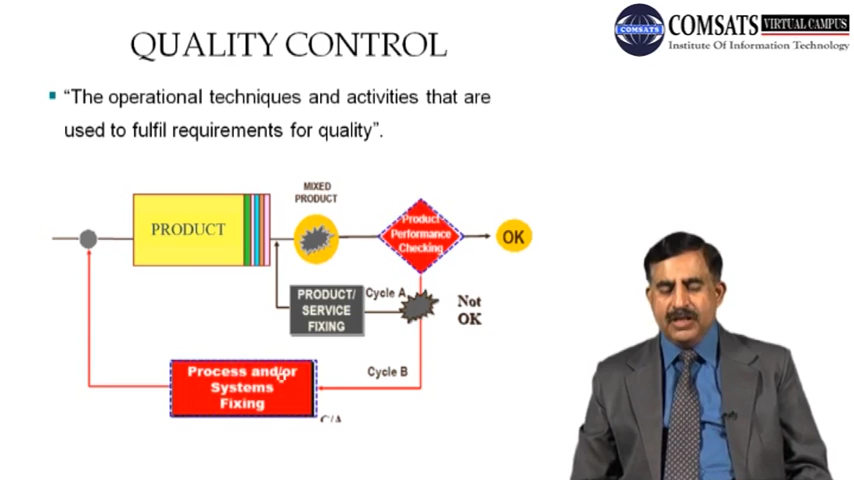 QUALITY CONTROL
COMSATS
COMSATS VIRTUAL CAMPUS
Institute Of Information Technology
“The operational techniques and activities that are
used to fulfil requirements for quality”.
PRODUCT
MIXED
PRODUCT
Product
Performance
Checking
OK
PRODUCT/
SERVICE
FIXING
Cycle A
Not
OK
Process and/or
Systems
Fixing
Cycle B
C/A